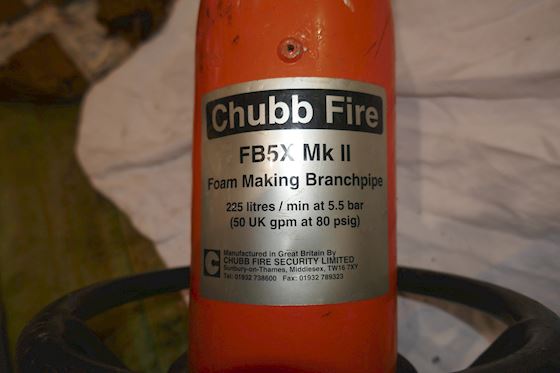 Chubb Fire
FB5X Mk II
Foam Making Branchpipe
225 litres / min at 5.5 bar
(50 UK gpm at 80 psig)
Manufactured in Great Britain By
CHUBB FIRE SECURITY LIMITED
Sunbury-on-Thames, Middlesex, TW16 7XY
Tel: 01932 738600 Fax: 01932 789323